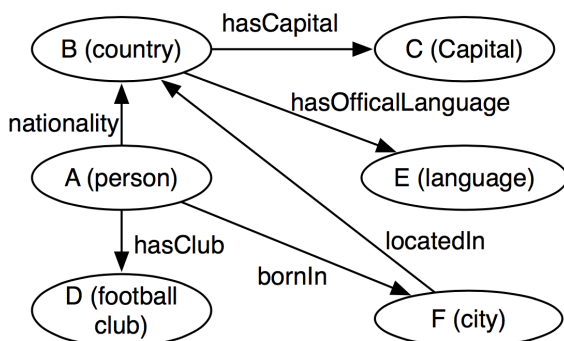 hasCapital
B (country)
C (Capital)
hasOfficalLanguage
nationality
A (person)
E (language)
hasClub
locatedIn
bornIn
D (football
club)
F (city)